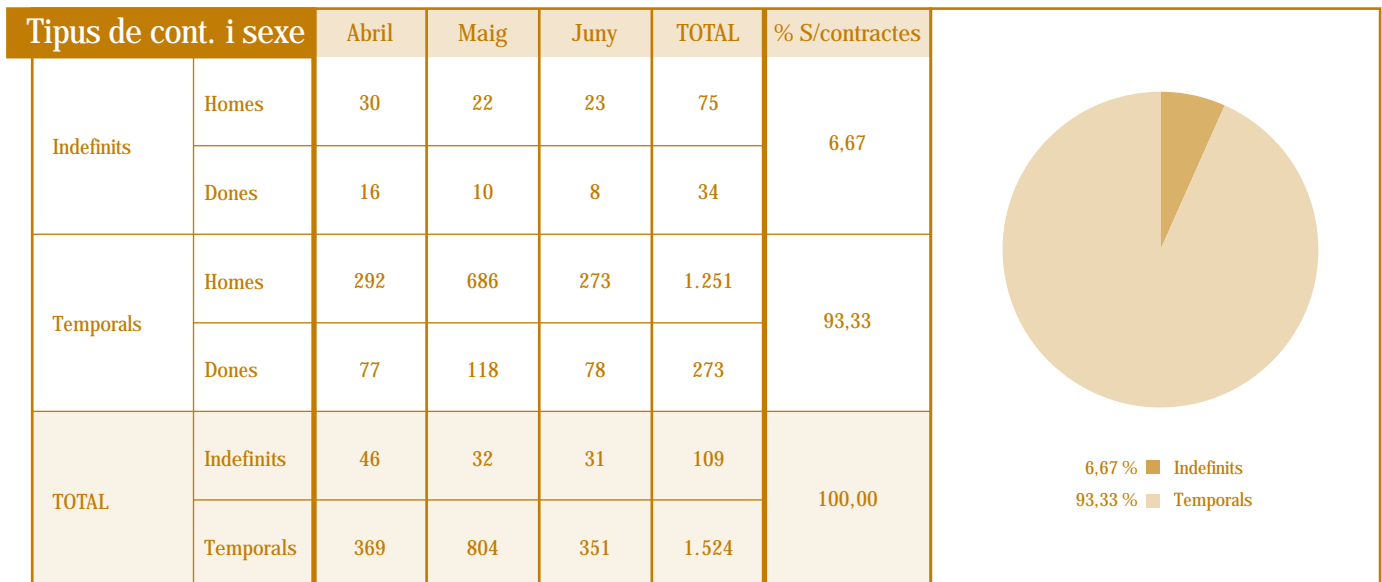 Tipus de cont. i sexe Abril Maig Juny TOTAL % S/contractes
Indefinits Homes 30 22 23 75 6,67
Dones 16 10 8 34
Temporals Homes 292 686 273 1.251 93,33
Dones 77 118 78 273
TOTAL Indefinits 46 32 31 109 100,00
Temporals 369 804 351 1.524
6,67 % Indefinits
93,33 % Temporals